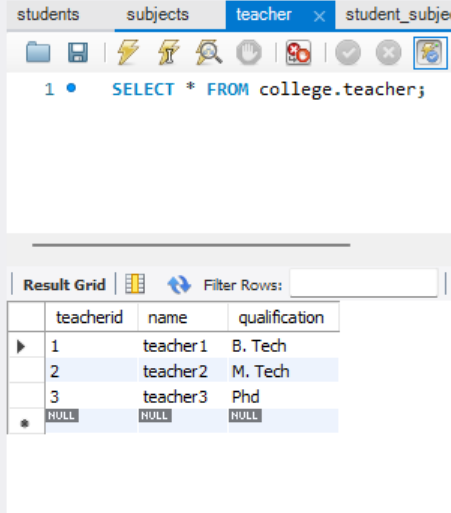 students subjects teacher × student_subje
1 SELECT * FROM college.teacher;
Result Grid Filter Rows:
teacherid name qualification
1 teacher1 B. Tech
2 teacher2 M. Tech
3 teacher3 Phd
NULL NULL NULL